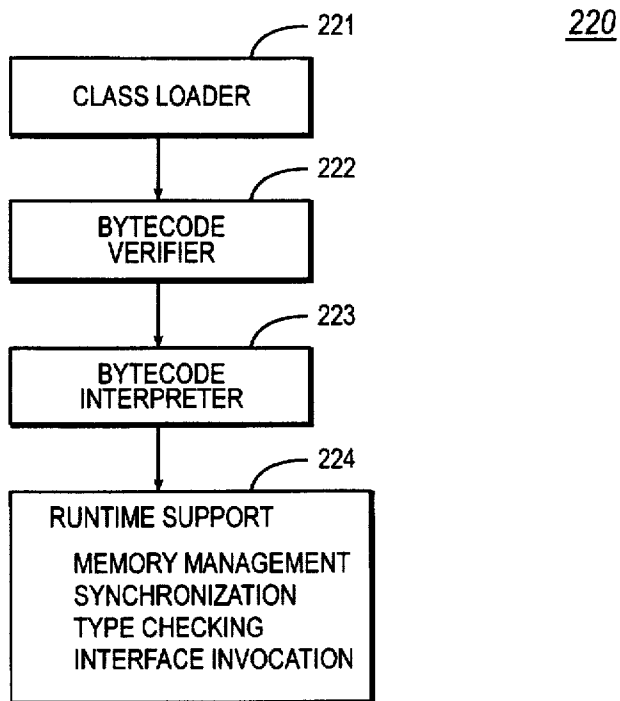 220
221
CLASS LOADER
222
BYTECODE
VERIFIER
223
BYTECODE
INTERPRETER
224
RUNTIME SUPPORT
MEMORY MANAGEMENT
SYNCHRONIZATION
TYPE CHECKING
INTERFACE INVOCATION